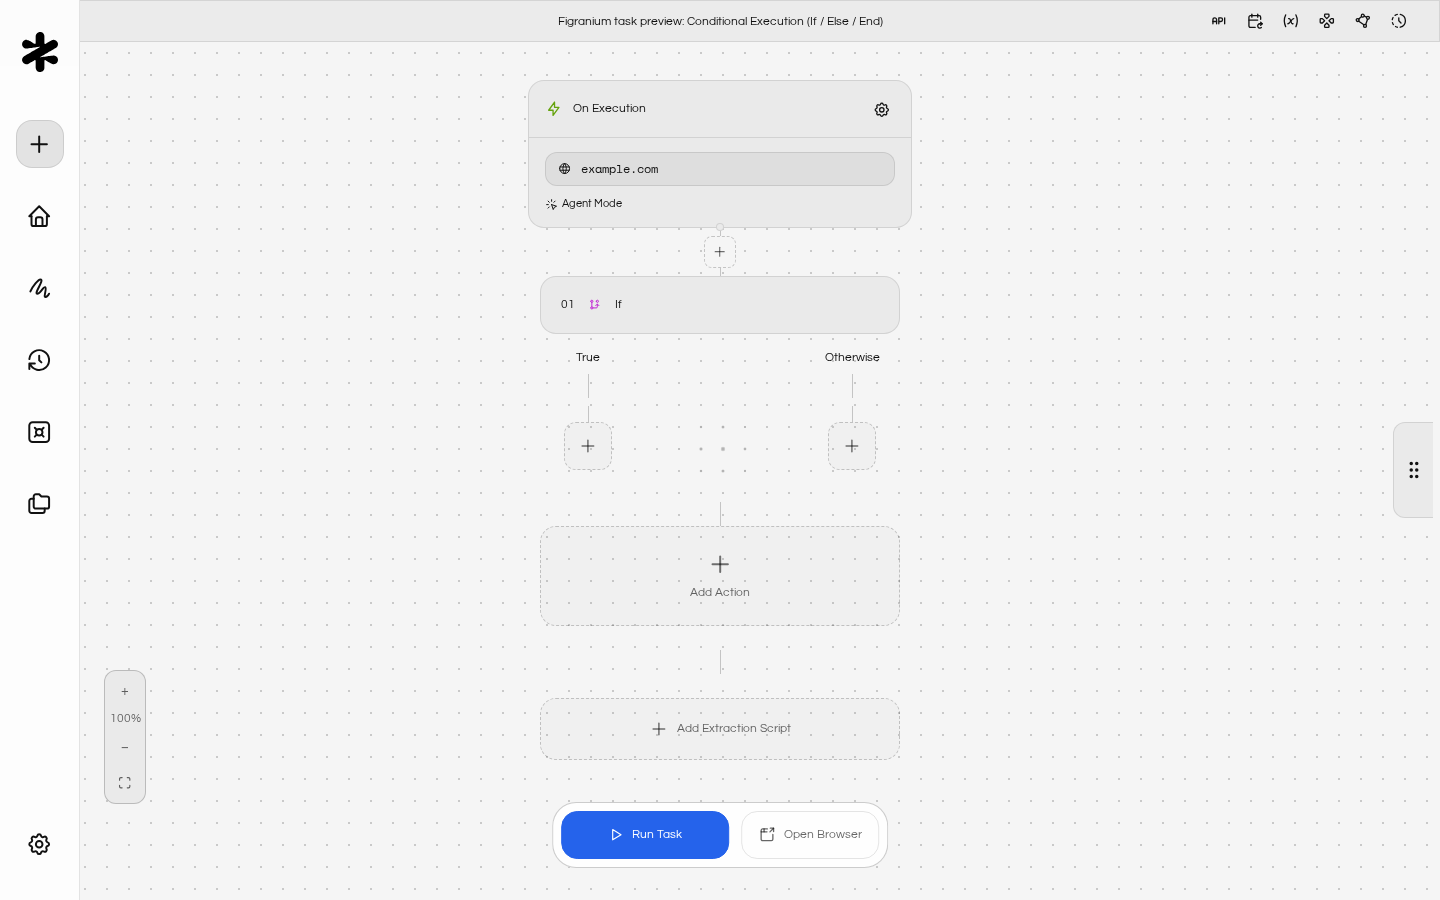 Figranium task preview: Conditional Execution (If / Else / End)
API
(x)
On Execution
example.com
Agent Mode
01 If
True Otherwise
Add Action
100%
Add Extraction Script
Run Task Open Browser